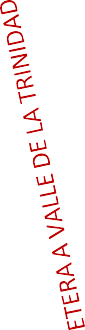 ETERA A VALLE DE LA TRINIDAD